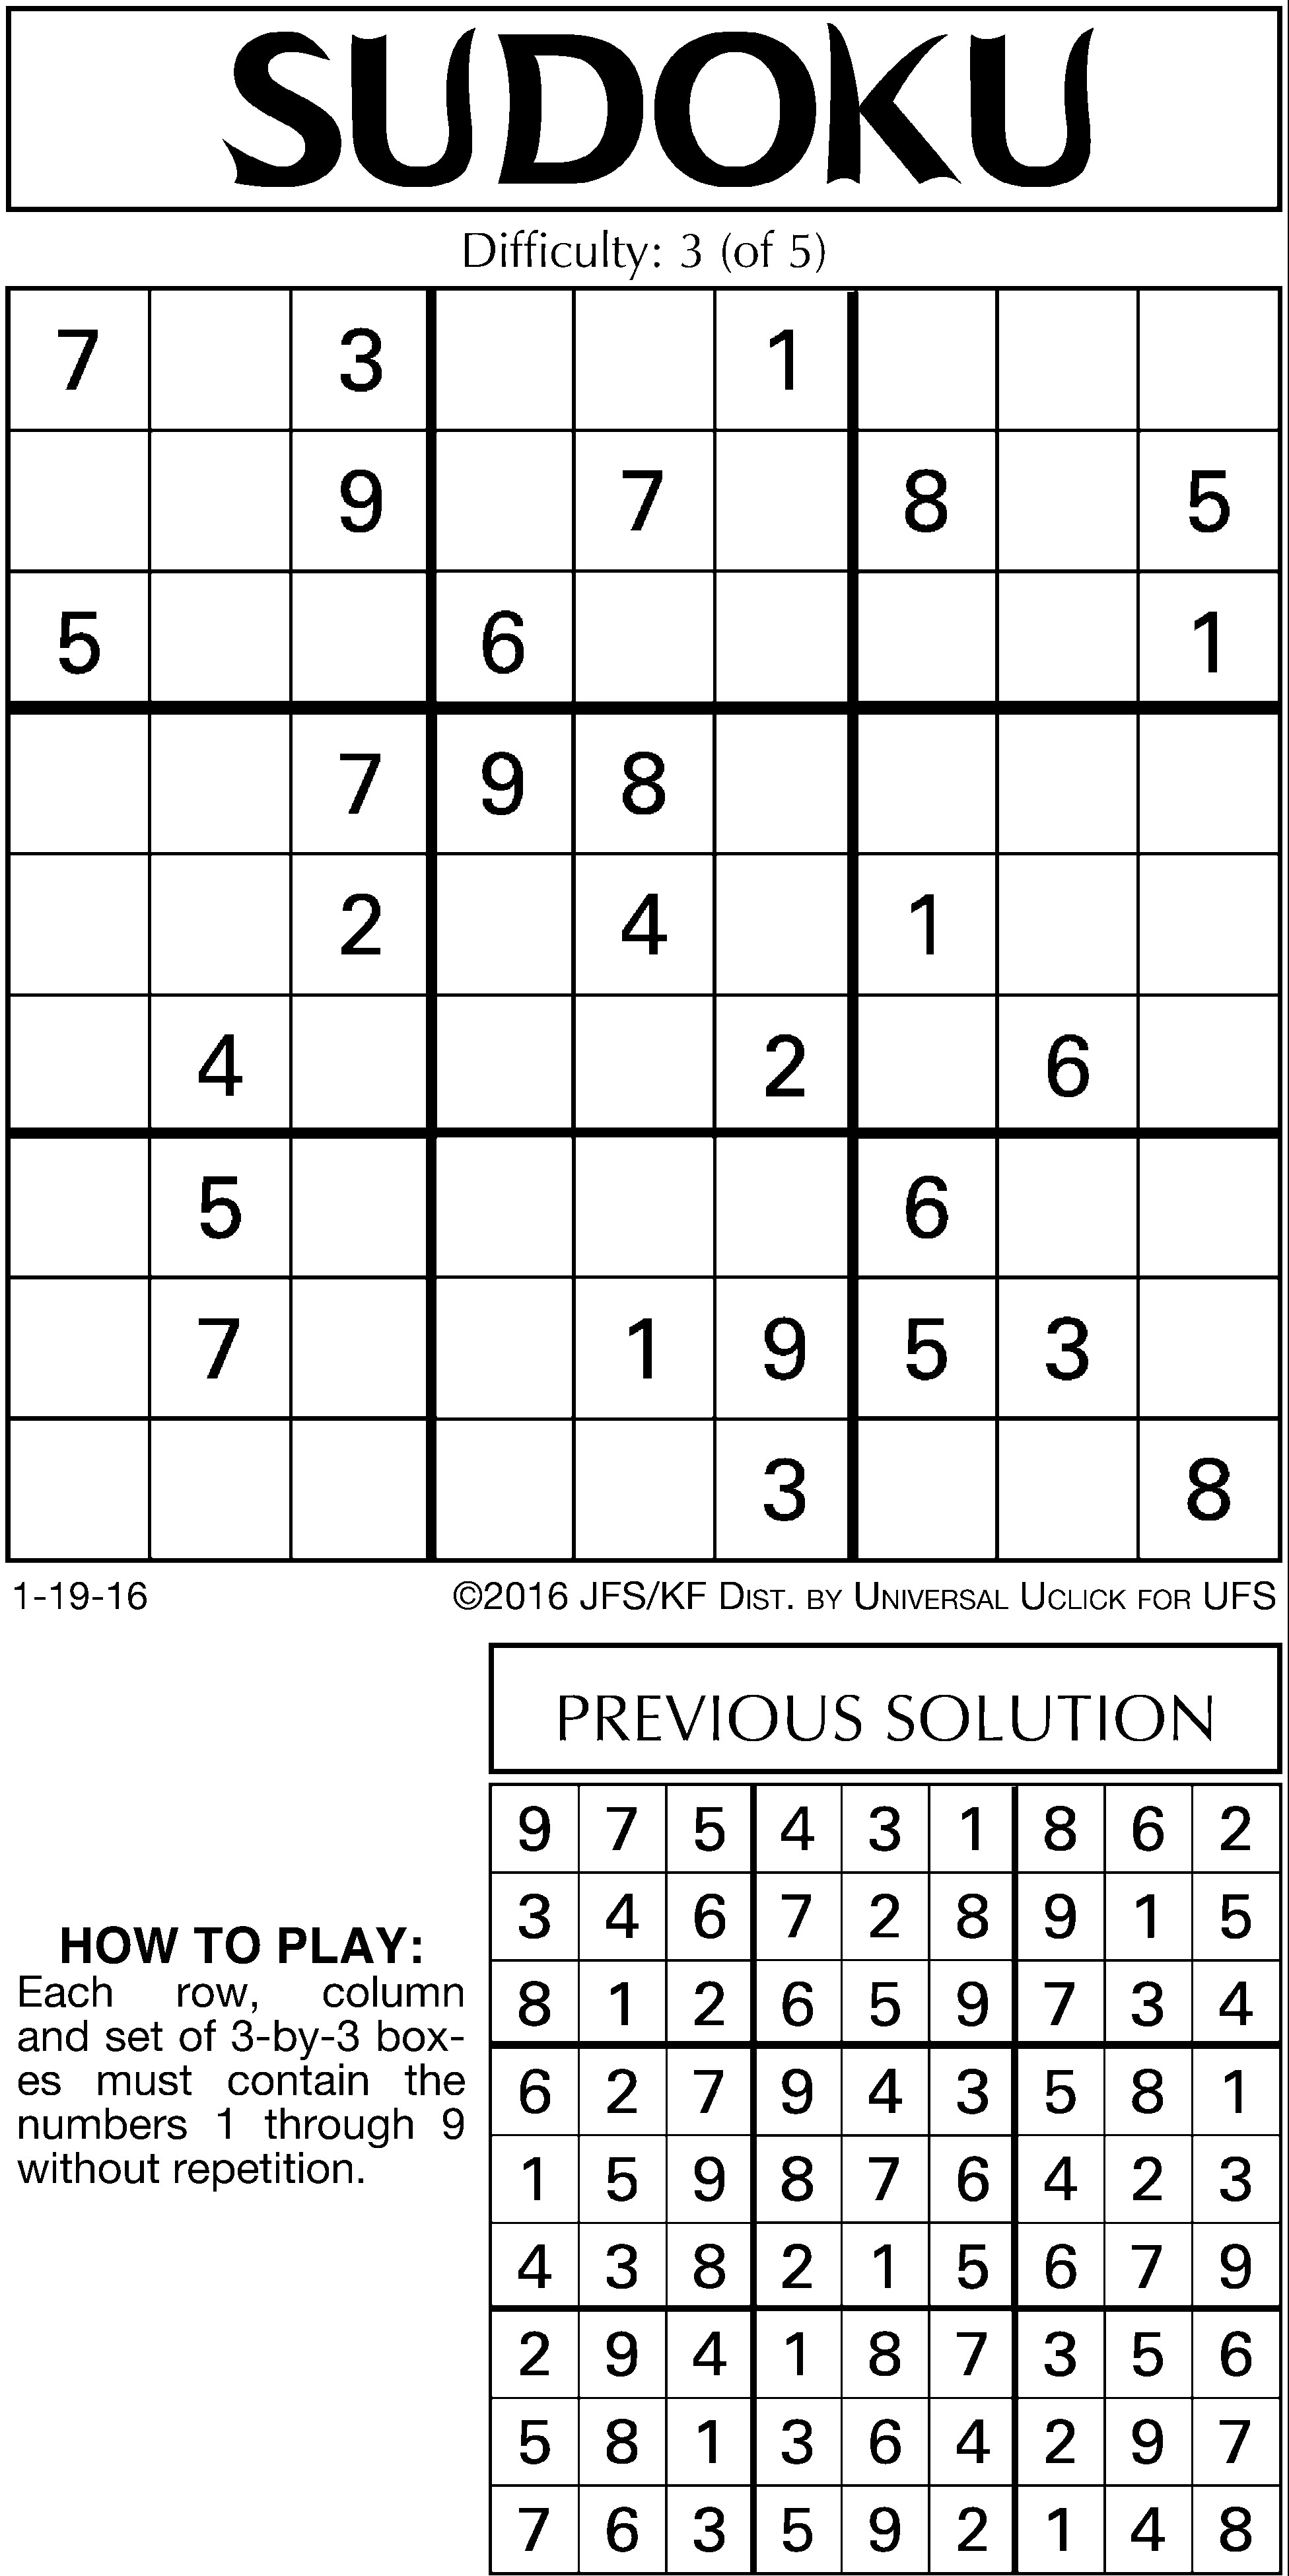 SUDOKU
Difficulty: 3 (of 5)
7 3 1
9 7 8 5
5 6 1
7 9 8
2 4 1
4 2 6
5 6
7 1 9 5 3
3 8
1-19-16 ©2016 JFS/KF DIST. BY UNIVERSAL UCLICK FOR UFS
PREVIOUS SOLUTION
9 7 5 4 3 1 8 6 2
3 4 6 7 2 8 9 1 5
8 1 2 6 5 9 7 3 4
6 2 7 9 4 3 5 8 1
1 5 9 8 7 6 4 2 3
4 3 8 2 1 5 6 7 9
2 9 4 1 8 7 3 5 6
5 8 1 3 6 4 2 9 7
7 6 3 5 9 2 1 4 8
HOW TO PLAY:
Each row, column
and set of 3-by-3 box-
es must contain the
numbers 1 through 9
without repetition.